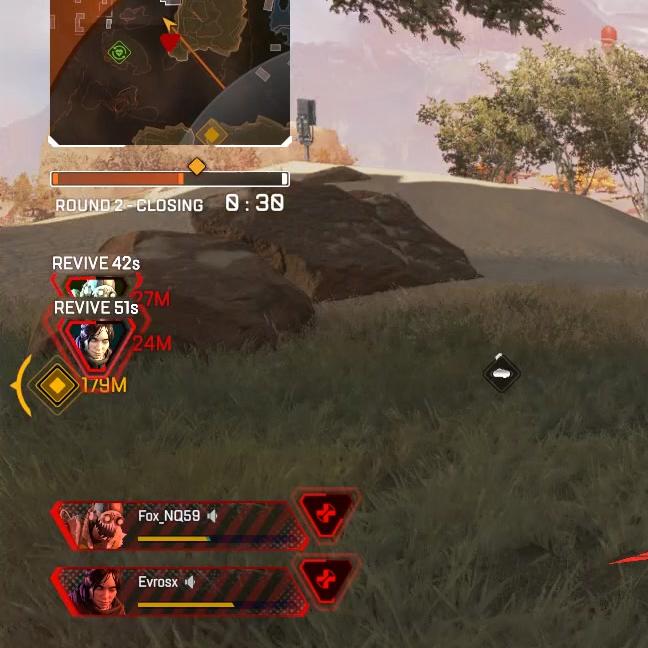 ROUND 2 - CLOSING 0:30
REVIVE 42s
27M
REVIVE 51s
24M
179M
Fox_NQ59
Evrosx